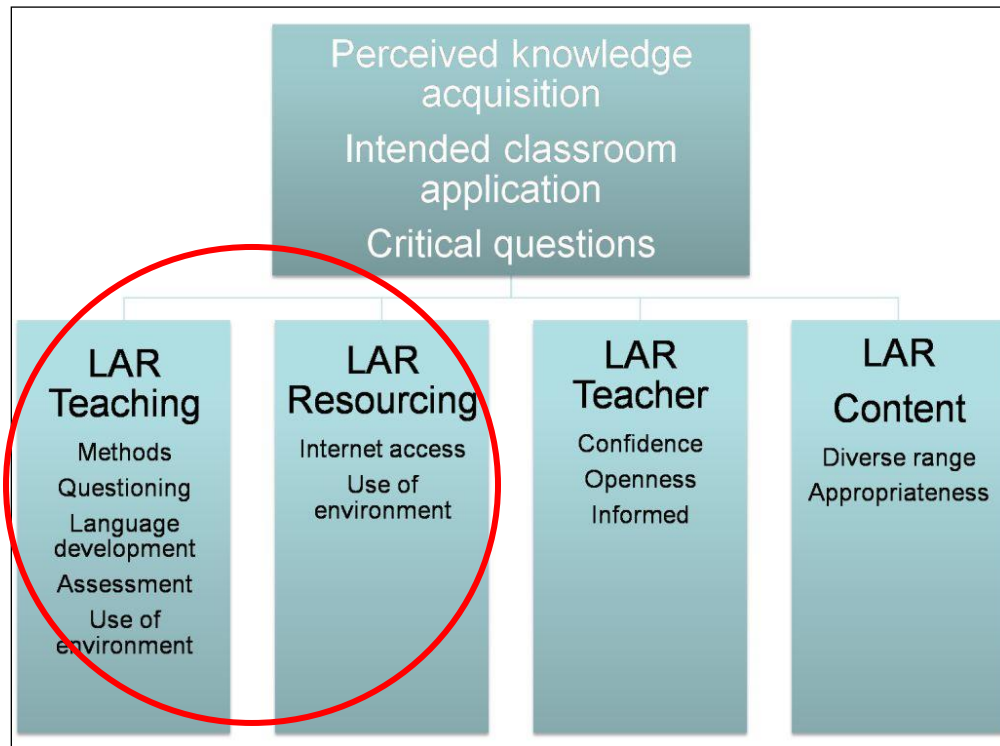 Perceived knowledge
acquisition
Intended classroom
application
Critical questions
LAR
Teaching
Methods
Questioning
Language
development
Assessment
Use of
environment
LAR
Resourcing
Internet access
Use of
environment
LAR
Teacher
Confidence
Openness
Informed
LAR
Content
Diverse range
Appropriateness